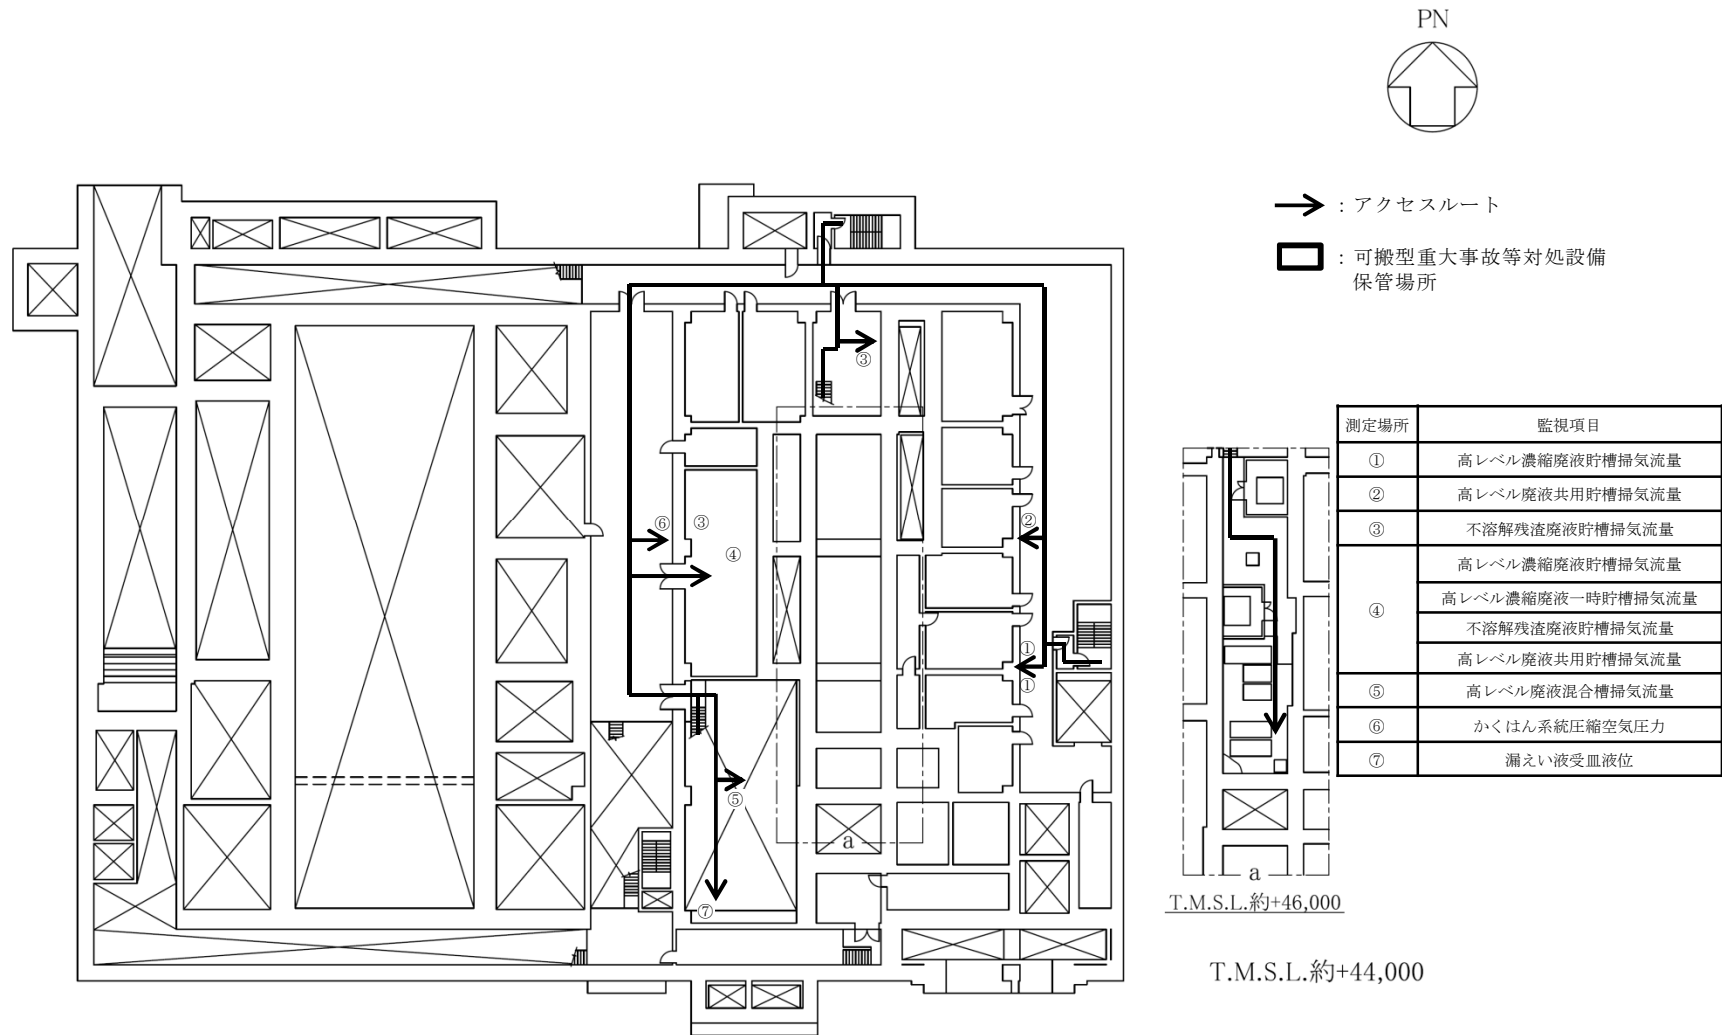 PN
：アクセスルート
：可搬型重大事故等対処設備
保管場所
③
⑥
③
④
②
①
①
⑤
⑦
a
測定場所 監視項目
① 高レベル濃縮廃液貯槽掃気流量
② 高レベル廃液共用貯槽掃気流量
③ 不溶解残渣廃液貯槽掃気流量
④ 高レベル濃縮廃液貯槽掃気流量
高レベル濃縮廃液一時貯槽掃気流量
不溶解残渣廃液貯槽掃気流量
高レベル廃液共用貯槽掃気流量
⑤ 高レベル廃液混合槽掃気流量
⑥ かくはん系統圧縮空気圧力
⑦ 漏えい液受皿液位
a
T.M.S.L.約+46,000
T.M.S.L.約+44,000